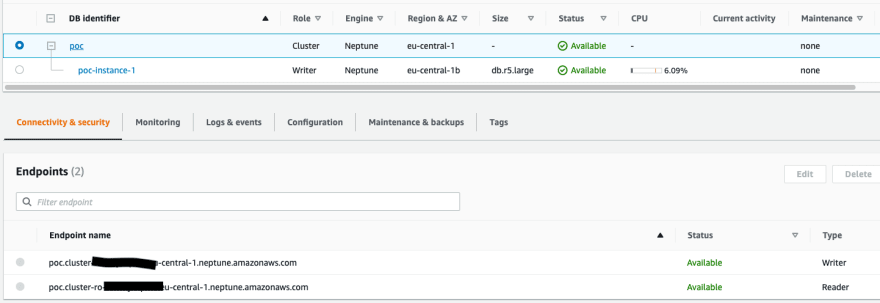 DB identifier Role Engine Region & AZ Size Status CPU Current activity Maintenance
poc Cluster Neptune eu-central-1 - Available - none
poc-instance-1 Writer Neptune eu-central-1b db.r5.large Available 6.09% none
Connectivity & security Monitoring Logs & events Configuration Maintenance & backups Tags
Endpoints (2) Edit Delete
Filter endpoint
Endpoint name Status Type
poc.cluster- -central-1.neptune.amazonaws.com Available Writer
poc.cluster-ro- eu-central-1.neptune.amazonaws.com Available Reader